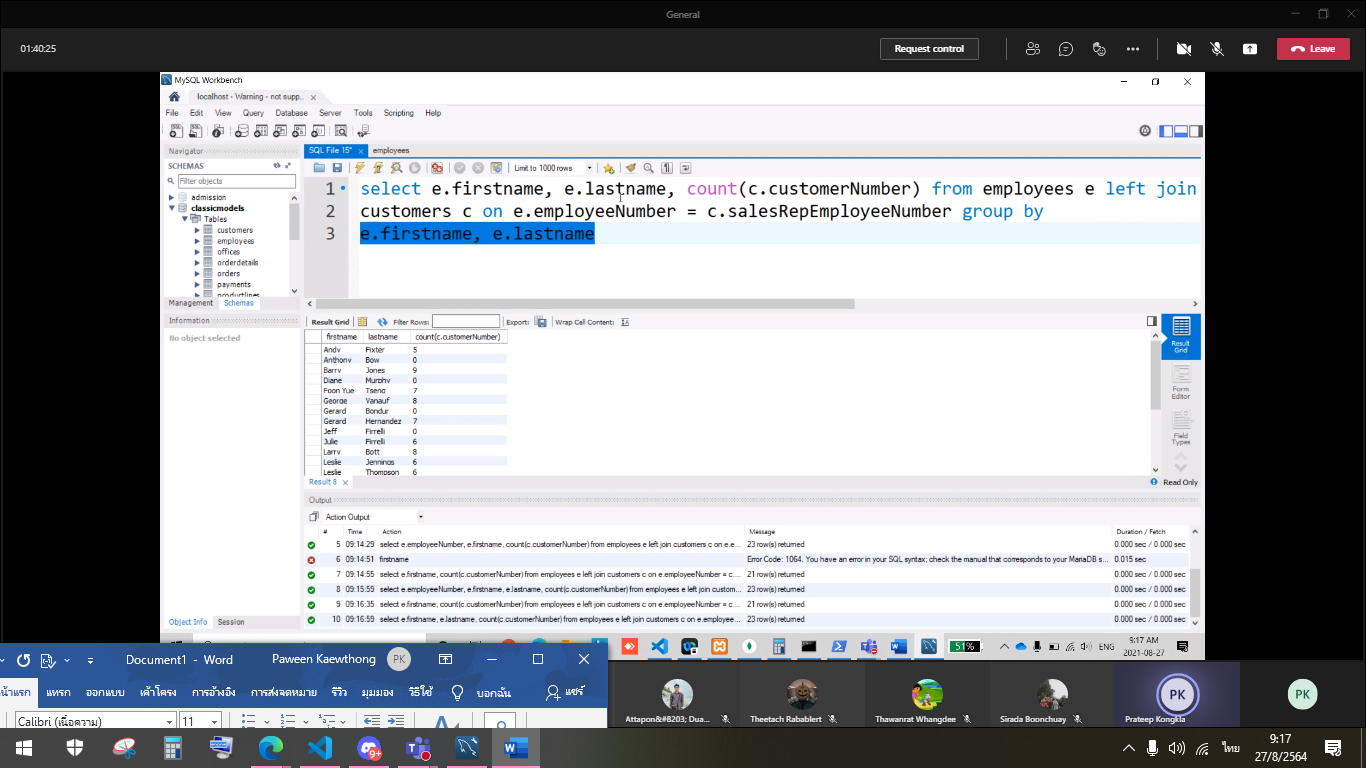 General
01:40:25
Request control
Leave
MySQL Workbench
localhost - Warning - not supp...
File Edit View Query Database Server Tools Scripting Help
Navigator
SCHEMAS
Filter objects
admission
classicmodels
Tables
customers
employees
offices
orderdetails
orders
payments
productlines
Management Schemas
Information
No object selected
Object Info Session
SQL File 15* employees
Limit to 1000 rows
1 select e.firstname, e.lastname, count(c.customerNumber) from employees e left join
2 customers c on e.employeeNumber = c.salesRepEmployeeNumber group by
3 e.firstname, e.lastname
Result Grid Filter Rows: Export: Wrap Cell Content:
firstname lastname count(c.customerNumber)
Andy Fixter 5
Anthony Bow 0
Barry Jones 9
Diane Murphy 0
Foon Yue Tseng 7
George Vanauf 8
Gerard Bondur 0
Gerard Hernandez 7
Jeff Firrelli 0
Julie Firrelli 6
Larry Bott 8
Leslie Jennings 6
Leslie Thompson 6
Result Grid
Form Editor
Field Types
Result 8
Read Only
Output
Action Output
# Time Action Message Duration / Fetch
5 09:14:29 select e.employeeNumber, e.firstname, count(c.customerNumber) from employees e left join customers c on e.e... 23 row(s) returned 0.000 sec / 0.000 sec
6 09:14:51 firstname Error Code: 1064. You have an error in your SQL syntax; check the manual that corresponds to your MariaDB s... 0.015 sec
7 09:14:55 select e.firstname, count(c.customerNumber) from employees e left join customers c on e.employeeNumber = c.... 21 row(s) returned 0.000 sec / 0.000 sec
8 09:15:59 select e.employeeNumber, e.firstname, e.lastname, count(c.customerNumber) from employees e left join custom... 23 row(s) returned 0.000 sec / 0.000 sec
9 09:16:35 select e.firstname, count(c.customerNumber) from employees e left join customers c on e.employeeNumber = c.... 21 row(s) returned 0.000 sec / 0.000 sec
10 09:16:59 select e.firstname, e.lastname, count(c.customerNumber) from employees e left join customers c on e.employee... 23 row(s) returned 0.000 sec / 0.000 sec
51%
ENG
9:17 AM
2021-08-27
Document1 - Word Paween Kaewthong PK
น้าแรก แทรก ออกแบบ เค้าโครง การอ้างอิง การส่งจดหมาย รีวิว มุมมอง วิธีใช้ บอกฉัน แชร์
Calibri (เนื้อความ) 11
Attapon&#8203; Dua...
Theetach Rabablert
Thawanrat Whangdee
Sirada Boonchuay
PK
Prateep Kongkla
PK
9+
ไทย
9:17
27/8/2564